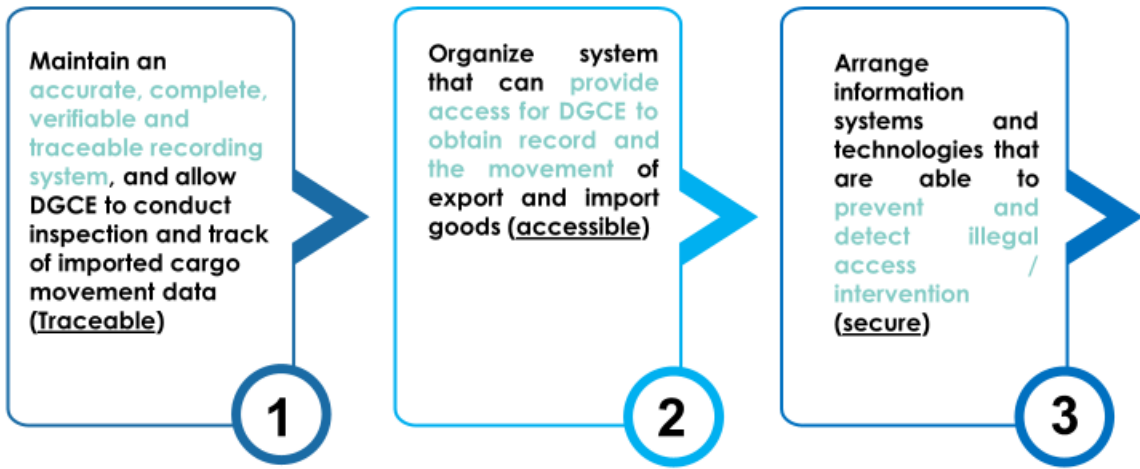 Maintain an
accurate, complete,
verifiable and
traceable recording
system, and allow
DGCE to conduct
inspection and track
of imported cargo
movement data
(Traceable)
1
Organize system
that can provide
access for DGCE to
obtain record and
the movement of
export and import
goods (accessible)
2
Arrange
information
systems and
technologies that
are able to
prevent and
detect illegal
access /
intervention
(secure)
3